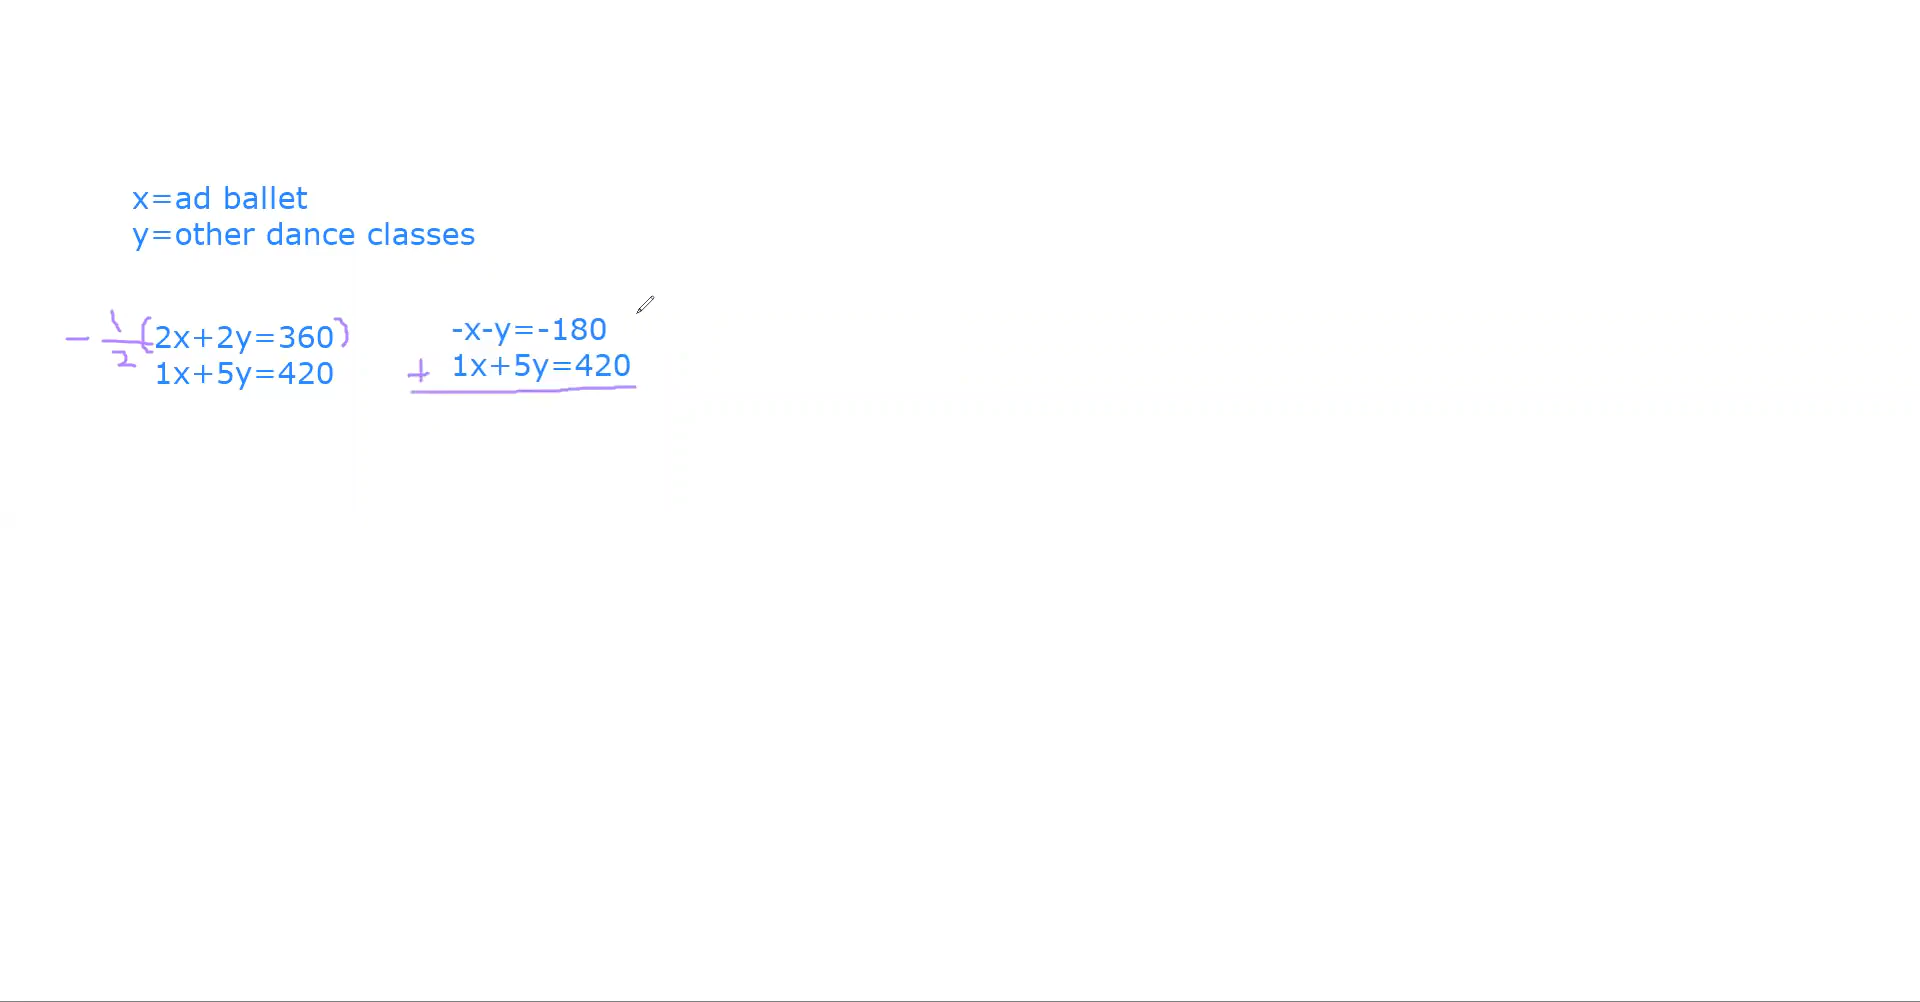 x=ad ballet
y=other dance classes
- 1/2 (2x+2y=360)
1x+5y=420
-x-y=-180
+ 1x+5y=420